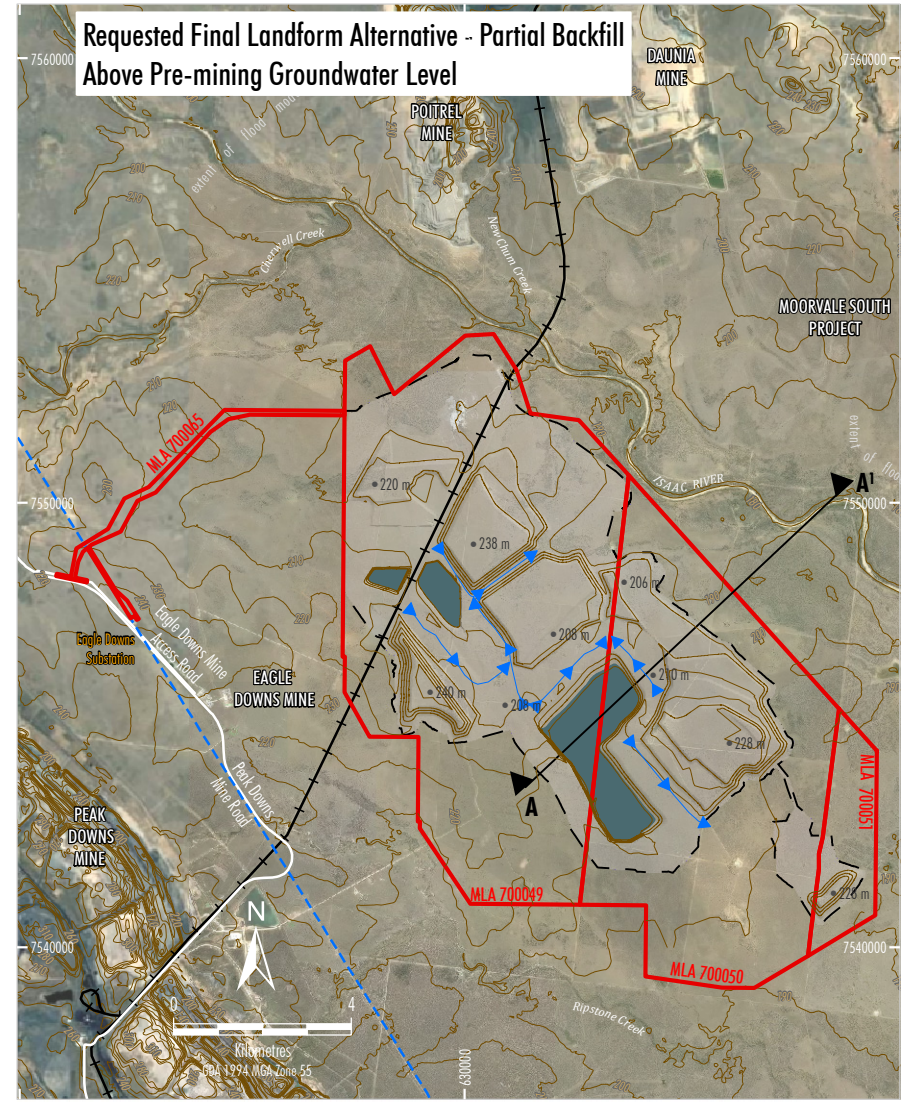 Requested Final Landform Alternative - Partial Backfill
Above Pre-mining Groundwater Level
7560000
7560000
DAUNIA
MINE
POITREL
MINE
extent of flood
Cherwell Creek
New Chum Creek
MOORVALE SOUTH
PROJECT
MLA 700065
extent of floo
ISAAC RIVER
A¹
7550000
7550000
220 m
238 m
206 m
208 m
210 m
240 m
208 m
228 m
Eagle Downs
Substation
Eagle Downs Mine
Access Road
EAGLE
DOWNS MINE
Peak Downs
Mine Road
PEAK
DOWNS
MINE
A
MLA 700051
228 m
MLA 700049
MLA 700050
N
7540000
7540000
0
4
Kilometres
GDA 1994 MGA Zone 55
630000
Ripstone Creek